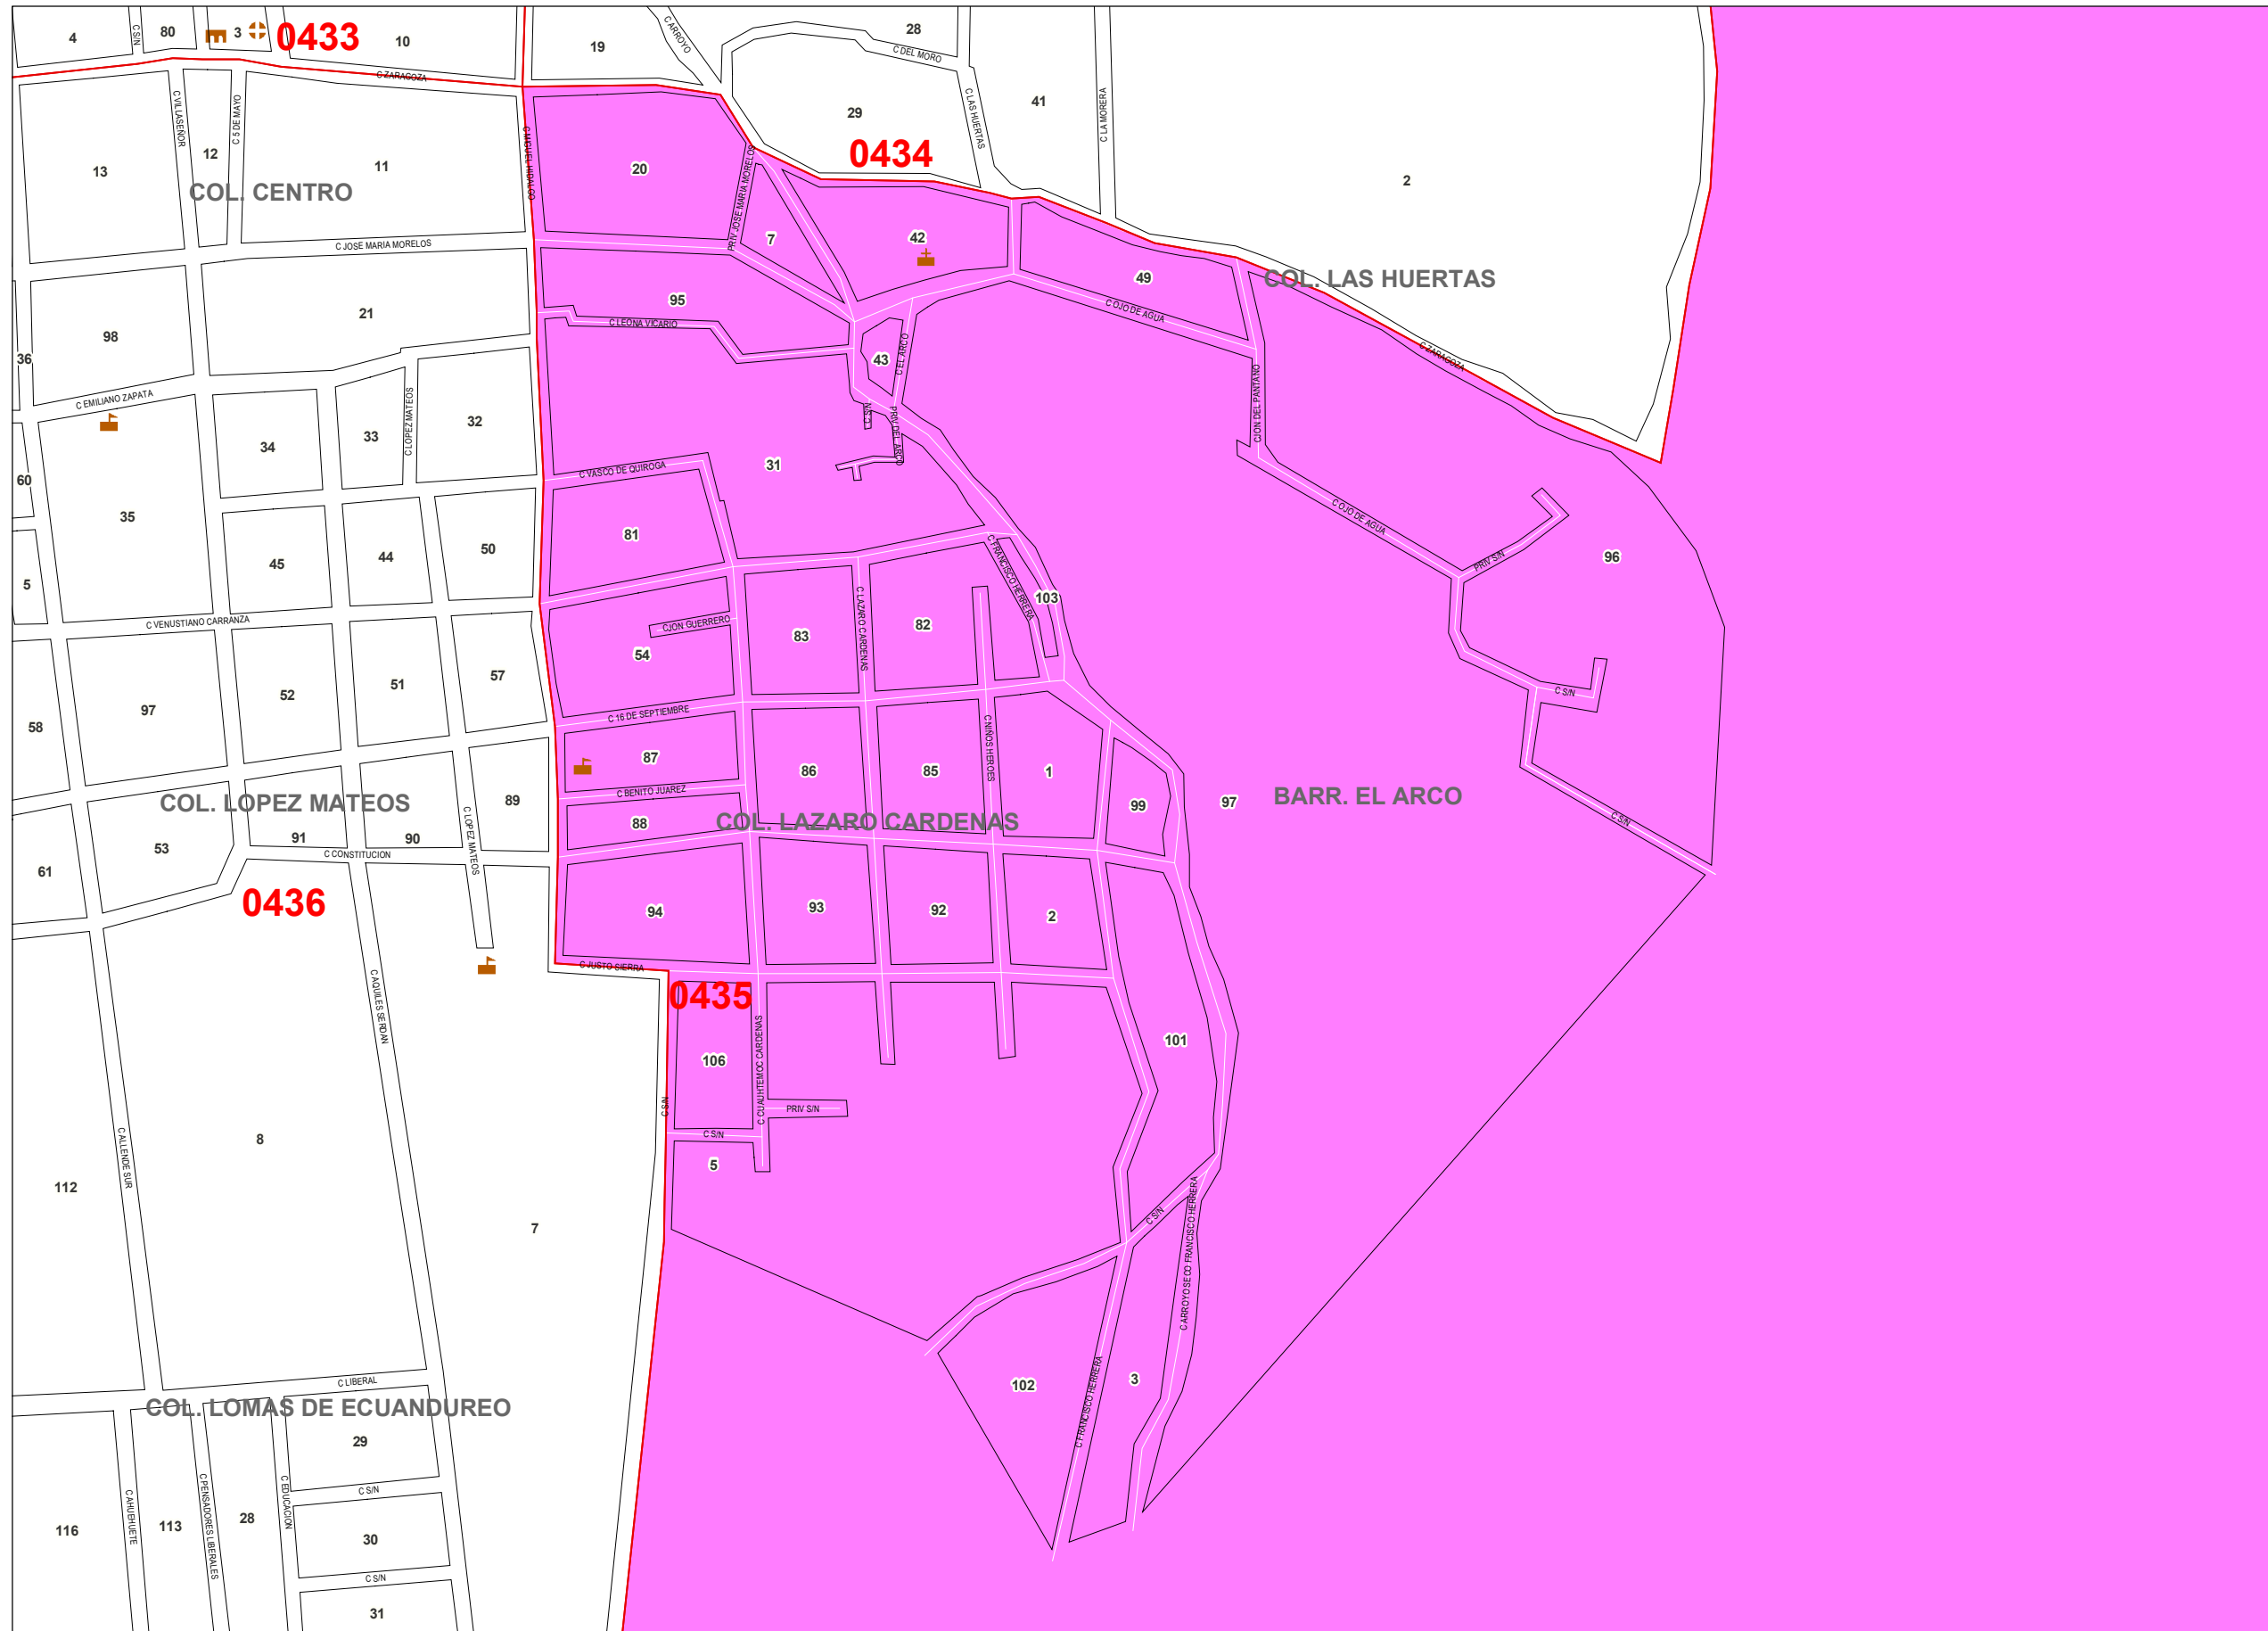 4
C S/N
80
3
0433
10
19
C ARROYO
28
C DEL MORO
C ZARAGOZA
C VILLASEÑOR
C 5 DE MAYO
C LAS HUERTAS
41
C LA MORERA
29
13
12
11
C MIGUEL HIDALGO
20
PRIV JOSE MARIA MORELOS
0434
2
COL. CENTRO
C JOSE MARIA MORELOS
7
42
49
COL. LAS HUERTAS
95
C OJO DE AGUA
21
98
36
C LEONA VICARIO
43
C EL ARCO
C ZARAGOZA
C EMILIANO ZAPATA
C LOPEZ MATEOS
C S/N
PRIV DEL ARCO
CJON DEL PANTANO
34
33
32
31
C VASCO DE QUIROGA
60
35
C OJO DE AGUA
81
45
44
50
C FRANCISCO HERRERA
PRIV S/N
96
5
103
C VENUSTIANO CARRANZA
CJON GUERRERO
C LAZARO CARDENAS
83
82
54
97
52
51
57
58
C S/N
C 16 DE SEPTIEMBRE
C NIÑOS HEROES
87
86
85
1
99
97
BARR. EL ARCO
C BENITO JUAREZ
COL. LOPEZ MATEOS
89
C LOPEZ MATEOS
88
COL. LAZARO CARDENAS
C S/N
91
90
53
C CONSTITUCION
61
0436
94
93
92
2
C JUSTO SIERRA
C AQUILES SERDAN
0435
101
106
C CUAUHTEMOC CARDENAS
C S/N
PRIV S/N
C S/N
5
8
C ALLENDE SUR
112
7
C S/N
C ARROYO SECO FRANCISCO HERRERA
C LIBERAL
102
3
C FRANCISCO HERRERA
COL. LOMAS DE ECUANDUREO
29
C S/N
C AHUEHUETE
C PENSADORES LIBERALES
C EDUCACION
116
113
28
30
C S/N
31